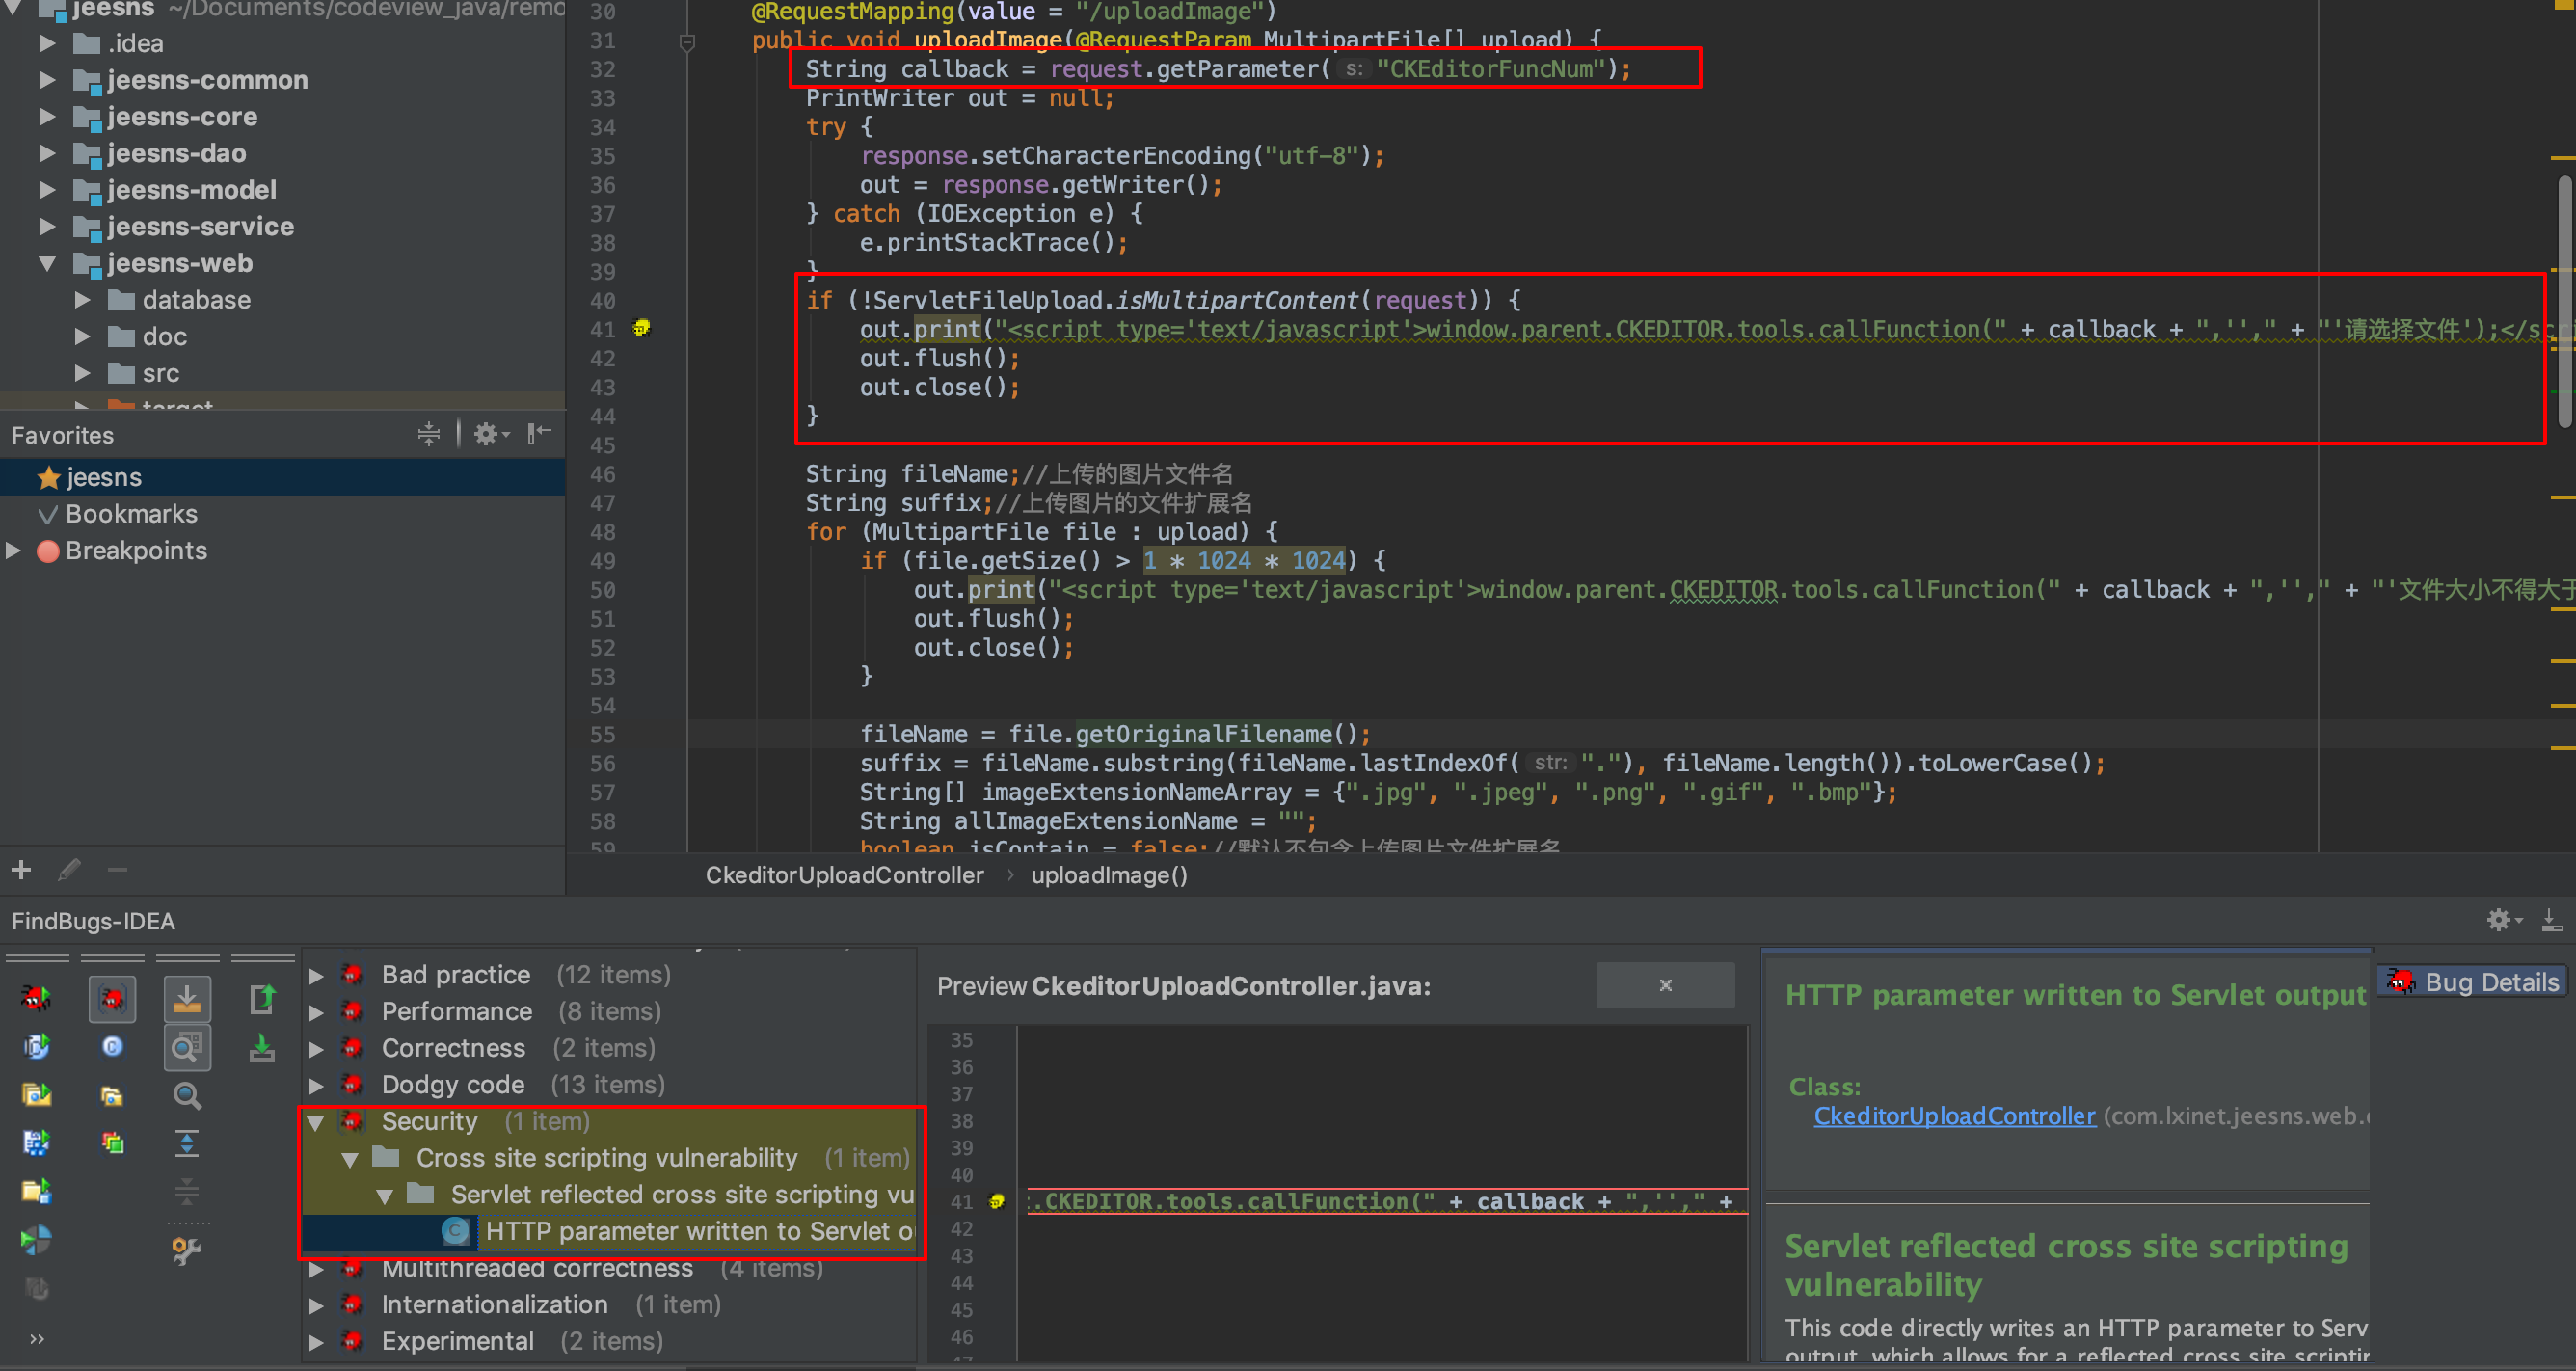 jeesns ~/Documents/codeview_java/remo
.idea
jeesns-common
jeesns-core
jeesns-dao
jeesns-model
jeesns-service
jeesns-web
database
doc
src
target
Favorites
jeesns
Bookmarks
Breakpoints
30 @RequestMapping(value = "/uploadImage")
31 public void uploadImage(@RequestParam MultipartFile[] upload) {
32 String callback = request.getParameter( s: "CKEditorFuncNum");
33 PrintWriter out = null;
34 try {
35 response.setCharacterEncoding("utf-8");
36 out = response.getWriter();
37 } catch (IOException e) {
38 e.printStackTrace();
39 }
40 if (!ServletFileUpload.isMultipartContent(request)) {
41 out.print("<script type='text/javascript'>window.parent.CKEDITOR.tools.callFunction(" + callback + ",''," + "'请选择文件');</sc
42 out.flush();
43 out.close();
44 }
45
46 String fileName;//上传的图片文件名
47 String suffix;//上传图片的文件扩展名
48 for (MultipartFile file : upload) {
49 if (file.getSize() > 1 * 1024 * 1024) {
50 out.print("<script type='text/javascript'>window.parent.CKEDITOR.tools.callFunction(" + callback + ",''," + "'文件大小不得大于
51 out.flush();
52 out.close();
53 }
54
55 fileName = file.getOriginalFilename();
56 suffix = fileName.substring(fileName.lastIndexOf( str: "."), fileName.length()).toLowerCase();
57 String[] imageExtensionNameArray = {".jpg", ".jpeg", ".png", ".gif", ".bmp"};
58 String allImageExtensionName = "";
59 boolean isContain = false;//默认不包含上传图片文件扩展名
CkeditorUploadController › uploadImage()
FindBugs-IDEA
Bad practice (12 items)
Performance (8 items)
Correctness (2 items)
Dodgy code (13 items)
Security (1 item)
Cross site scripting vulnerability (1 item)
Servlet reflected cross site scripting vu
HTTP parameter written to Servlet o
Multithreaded correctness (4 items)
Internationalization (1 item)
Experimental (2 items)
Preview CkeditorUploadController.java:
35
36
37
38
39
40
41 .CKEDITOR.tools.callFunction(" + callback + ",''," +
42
43
44
45
46
47
HTTP parameter written to Servlet output
Class:
CkeditorUploadController (com.lxinet.jeesns.web.
Servlet reflected cross site scripting
vulnerability
This code directly writes an HTTP parameter to Serv
output, which allows for a reflected cross site scriptin
Bug Details